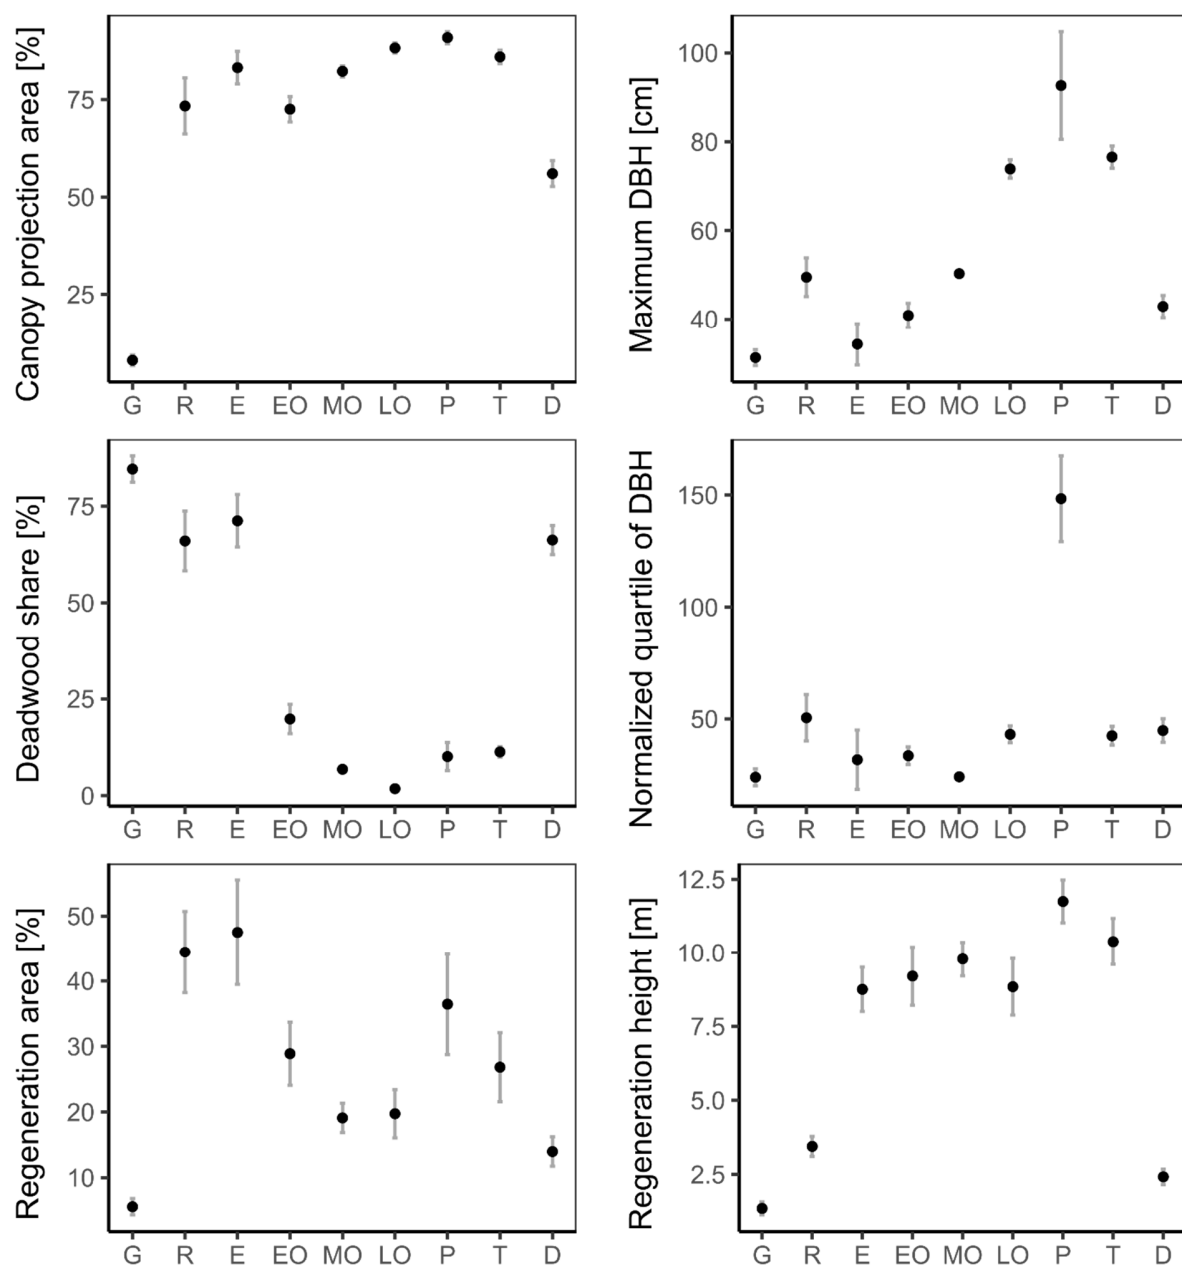 Canopy projection area [%]
75
50
25
G R E EO MO LO P T D
Maximum DBH [cm]
100
80
60
40
G R E EO MO LO P T D
Deadwood share [%]
75
50
25
0
G R E EO MO LO P T D
Normalized quartile of DBH
150
100
50
G R E EO MO LO P T D
Regeneration area [%]
50
40
30
20
10
G R E EO MO LO P T D
Regeneration height [m]
12.5
10.0
7.5
5.0
2.5
G R E EO MO LO P T D